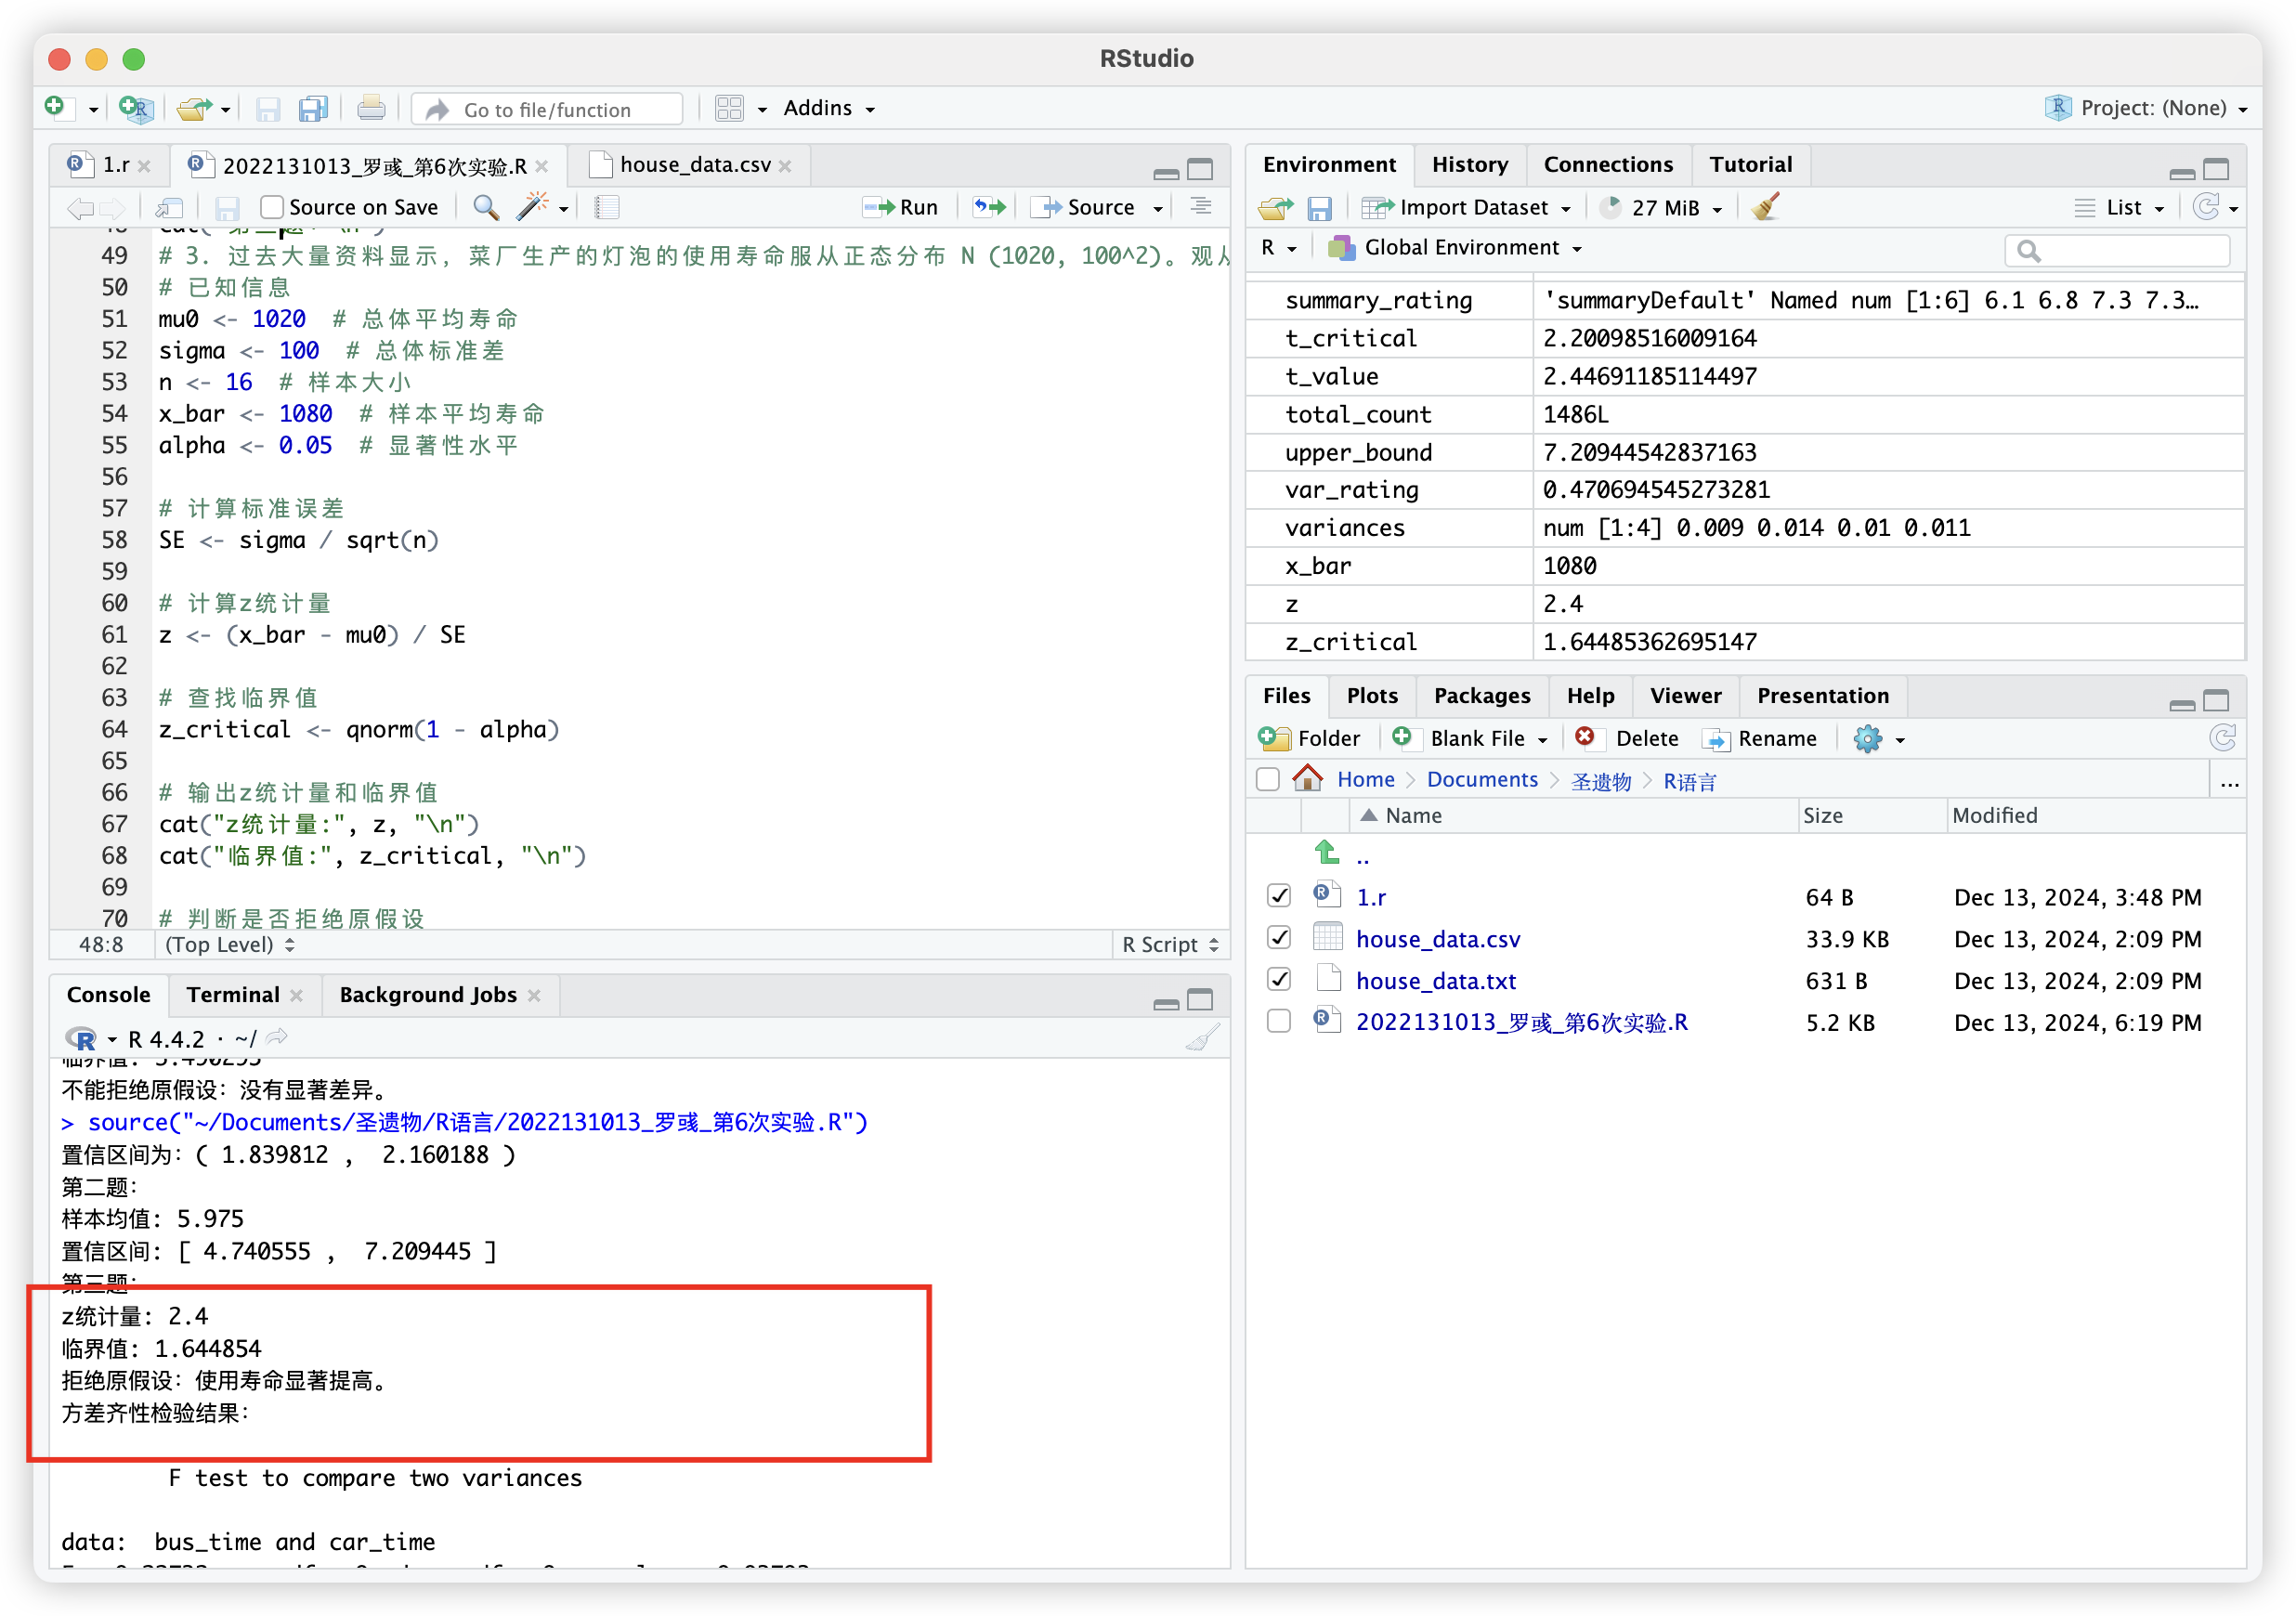 RStudio
Go to file/function
Addins
Project: (None)
1.r
2022131013_罗彧_第6次实验.R
house_data.csv
Source on Save
Run
Source
49 # 3. 过去大量资料显示, 菜厂生产的灯泡的使用寿命服从正态分布 N (1020, 100^2)。观
50 # 已知信息
51 mu0 <- 1020  # 总体平均寿命
52 sigma <- 100  # 总体标准差
53 n <- 16  # 样本大小
54 x_bar <- 1080  # 样本平均寿命
55 alpha <- 0.05  # 显著性水平
56
57 # 计算标准误差
58 SE <- sigma / sqrt(n)
59
60 # 计算z统计量
61 z <- (x_bar - mu0) / SE
62
63 # 查找临界值
64 z_critical <- qnorm(1 - alpha)
65
66 # 输出z统计量和临界值
67 cat("z统计量:", z, "\n")
68 cat("临界值:", z_critical, "\n")
69
70 # 判断是否拒绝原假设
48:8 (Top Level) R Script
Console Terminal Background Jobs
R 4.4.2 · ~/
不能拒绝原假设: 没有显著差异。
> source("~/Documents/圣遗物/R语言/2022131013_罗彧_第6次实验.R")
置信区间为: ( 1.839812 ,  2.160188 )
第二题:
样本均值: 5.975
置信区间: [ 4.740555 ,  7.209445 ]
第三题:
z统计量: 2.4
临界值: 1.644854
拒绝原假设: 使用寿命显著提高。
方差齐性检验结果:
F test to compare two variances
data:  bus_time and car_time
Environment History Connections Tutorial
Import Dataset 27 MiB List
R Global Environment
summary_rating 'summaryDefault' Named num [1:6] 6.1 6.8 7.3 7.3…
t_critical 2.20098516009164
t_value 2.44691185114497
total_count 1486L
upper_bound 7.20944542837163
var_rating 0.470694545273281
variances num [1:4] 0.009 0.014 0.01 0.011
x_bar 1080
z 2.4
z_critical 1.64485362695147
Files Plots Packages Help Viewer Presentation
Folder Blank File Delete Rename
Home Documents 圣遗物 R语言 ...
Name Size Modified
..
1.r 64 B Dec 13, 2024, 3:48 PM
house_data.csv 33.9 KB Dec 13, 2024, 2:09 PM
house_data.txt 631 B Dec 13, 2024, 2:09 PM
2022131013_罗彧_第6次实验.R 5.2 KB Dec 13, 2024, 6:19 PM